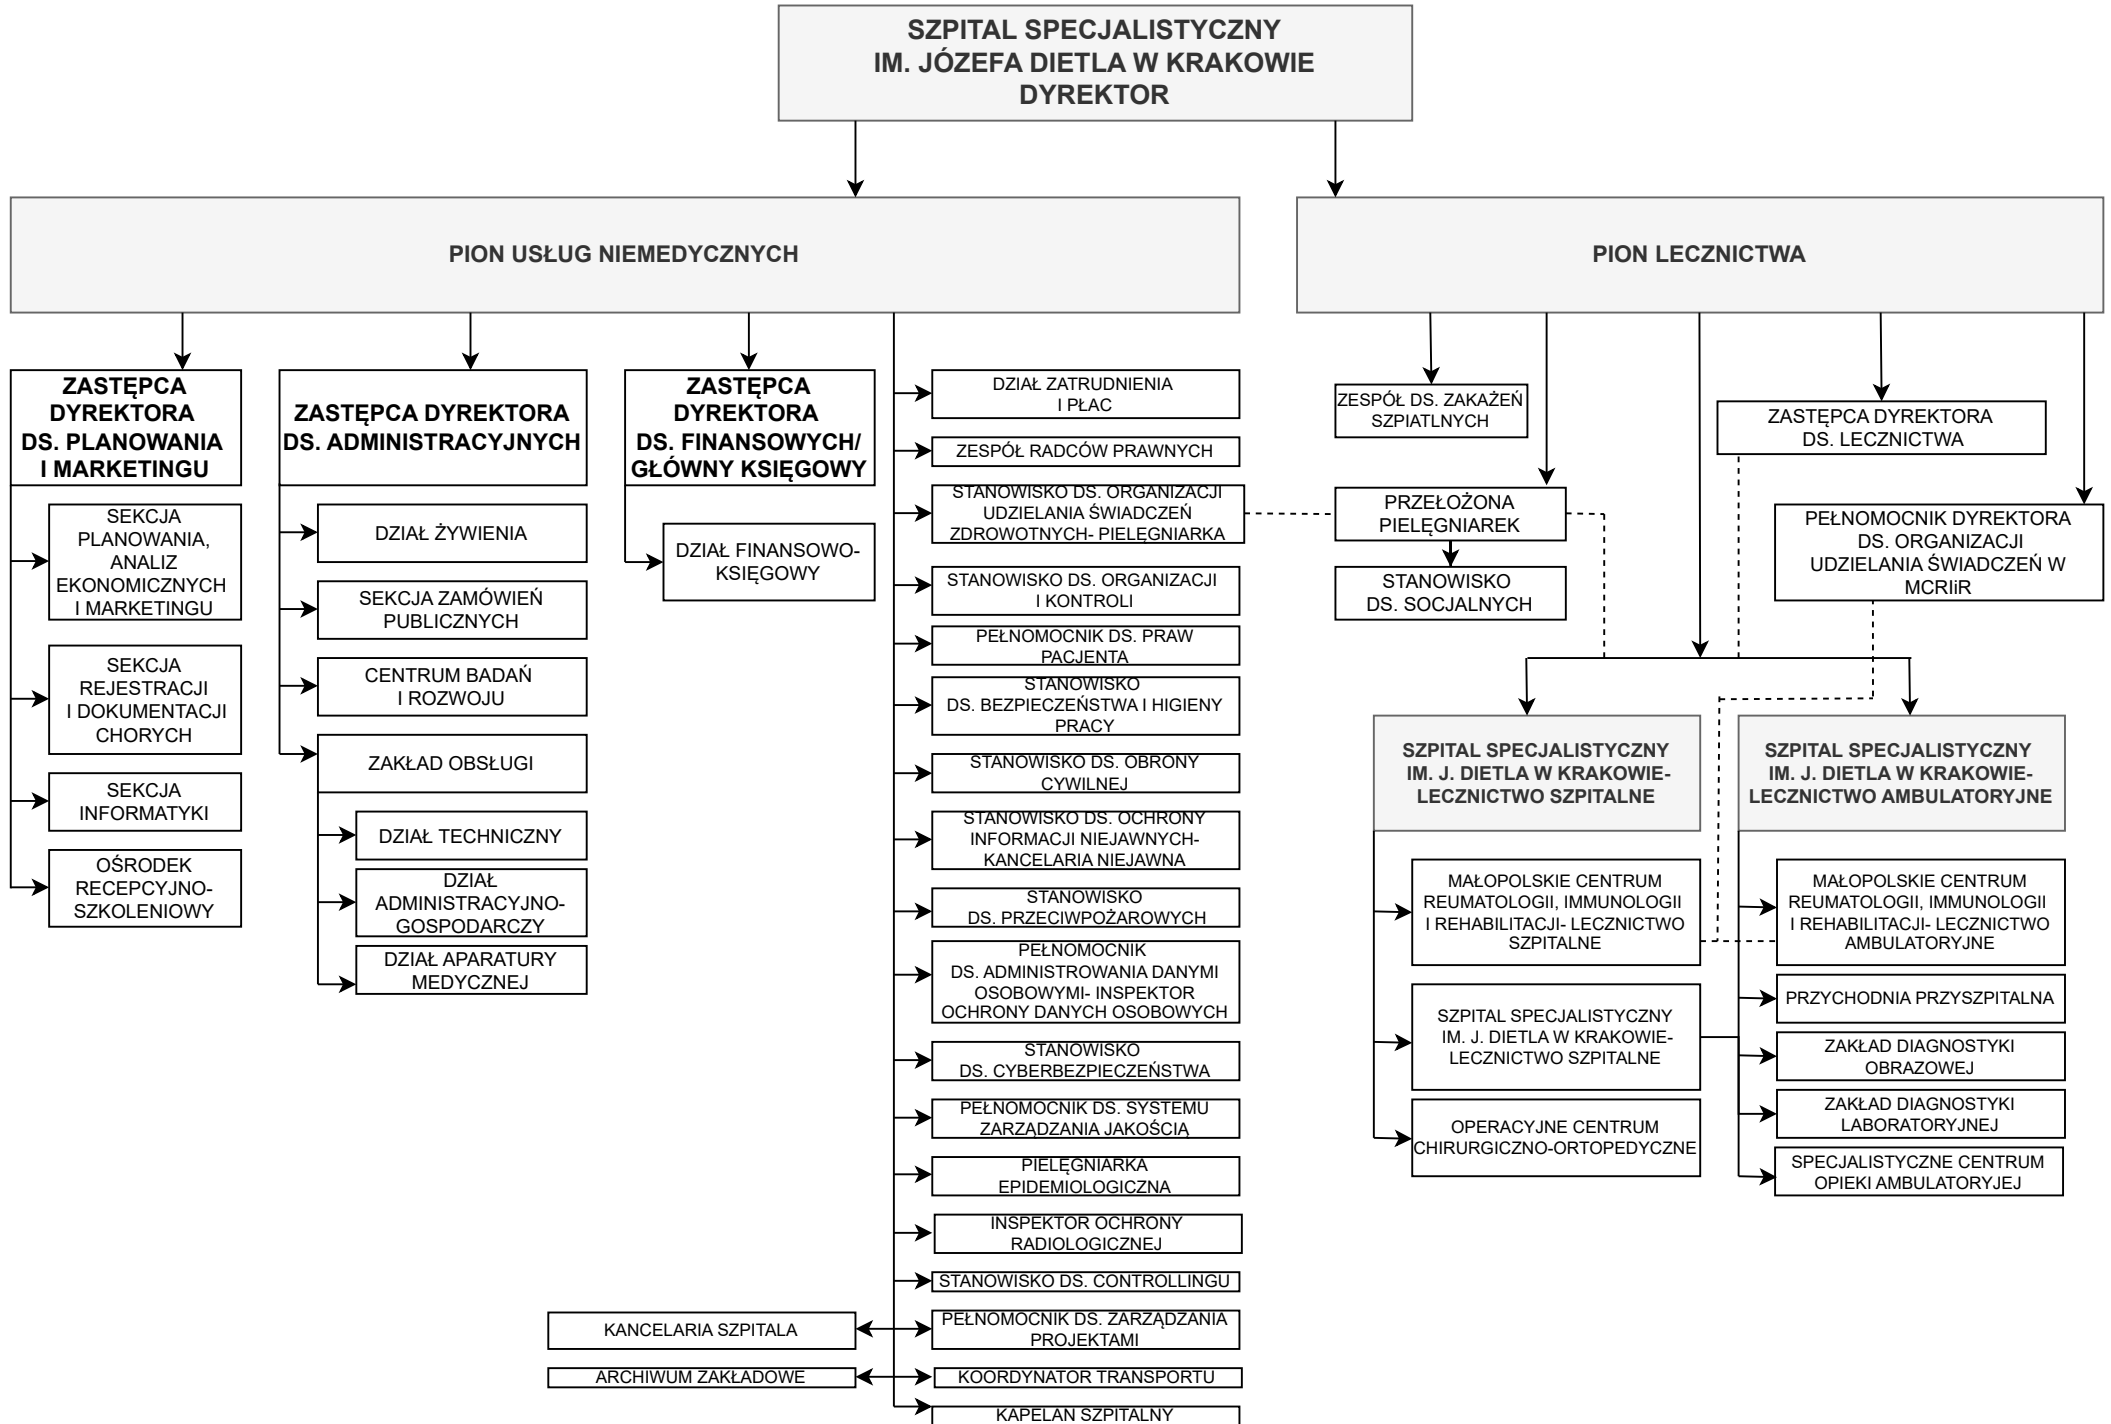 SZPITAL SPECJALISTYCZNY
IM. JÓZEFA DIETLA W KRAKOWIE
DYREKTOR
PION USŁUG NIEMEDYCZNYCH
PION LECZNICTWA
ZASTĘPCA
DYREKTORA
DS. PLANOWANIA
I MARKETINGU
SEKCJA
PLANOWANIA,
ANALIZ
EKONOMICZNYCH
I MARKETINGU
SEKCJA
REJESTRACJI
I DOKUMENTACJI
CHORYCH
SEKCJA
INFORMATYKI
OŚRODEK
RECEPCYJNO-
SZKOLENIOWY
ZASTĘPCA DYREKTORA
DS. ADMINISTRACYJNYCH
DZIAŁ ŻYWIENIA
SEKCJA ZAMÓWIEŃ
PUBLICZNYCH
CENTRUM BADAŃ
I ROZWOJU
ZAKŁAD OBSŁUGI
DZIAŁ TECHNICZNY
DZIAŁ
ADMINISTRACYJNO-
GOSPODARCZY
DZIAŁ APARATURY
MEDYCZNEJ
ZASTĘPCA
DYREKTORA
DS. FINANSOWYCH/
GŁÓWNY KSIĘGOWY
DZIAŁ FINANSOWO-
KSIĘGOWY
DZIAŁ ZATRUDNIENIA
I PŁAC
ZESPÓŁ RADCÓW PRAWNYCH
STANOWISKO DS. ORGANIZACJI
UDZIELANIA ŚWIADCZEŃ
ZDROWOTNYCH- PIELĘGNIARKA
STANOWISKO DS. ORGANIZACJI
I KONTROLI
PEŁNOMOCNIK DS. PRAW
PACJENTA
STANOWISKO
DS. BEZPIECZEŃSTWA I HIGIENY
PRACY
STANOWISKO DS. OBRONY
CYWILNEJ
STANOWISKO DS. OCHRONY
INFORMACJI NIEJAWNYCH-
KANCELARIA NIEJAWNA
STANOWISKO
DS. PRZECIWPOŻAROWYCH
PEŁNOMOCNIK
DS. ADMINISTROWANIA DANYMI
OSOBOWYMI- INSPEKTOR
OCHRONY DANYCH OSOBOWYCH
STANOWISKO
DS. CYBERBEZPIECZEŃSTWA
PEŁNOMOCNIK DS. SYSTEMU
ZARZĄDZANIA JAKOŚCIĄ
PIELĘGNIARKA
EPIDEMIOLOGICZNA
INSPEKTOR OCHRONY
RADIOLOGICZNEJ
STANOWISKO DS. CONTROLLINGU
KANCELARIA SZPITALA
PEŁNOMOCNIK DS. ZARZĄDZANIA
PROJEKTAMI
ARCHIWUM ZAKŁADOWE
KOORDYNATOR TRANSPORTU
KAPELAN SZPITALNY
ZESPÓŁ DS. ZAKAŻEŃ
SZPIATLNYCH
PRZEŁOŻONA
PIELĘGNIAREK
STANOWISKO
DS. SOCJALNYCH
ZASTĘPCA DYREKTORA
DS. LECZNICTWA
PEŁNOMOCNIK DYREKTORA
DS. ORGANIZACJI
UDZIELANIA ŚWIADCZEŃ W
MCRIiR
SZPITAL SPECJALISTYCZNY
IM. J. DIETLA W KRAKOWIE-
LECZNICTWO SZPITALNE
MAŁOPOLSKIE CENTRUM
REUMATOLOGII, IMMUNOLOGII
I REHABILITACJI- LECZNICTWO
SZPITALNE
SZPITAL SPECJALISTYCZNY
IM. J. DIETLA W KRAKOWIE-
LECZNICTWO SZPITALNE
OPERACYJNE CENTRUM
CHIRURGICZNO-ORTOPEDYCZNE
SZPITAL SPECJALISTYCZNY
IM. J. DIETLA W KRAKOWIE-
LECZNICTWO AMBULATORYJNE
MAŁOPOLSKIE CENTRUM
REUMATOLOGII, IMMUNOLOGII
I REHABILITACJI- LECZNICTWO
AMBULATORYJNE
PRZYCHODNIA PRZYSZPITALNA
ZAKŁAD DIAGNOSTYKI
OBRAZOWEJ
ZAKŁAD DIAGNOSTYKI
LABORATORYJNEJ
SPECJALISTYCZNE CENTRUM
OPIEKI AMBULATORYJEJ